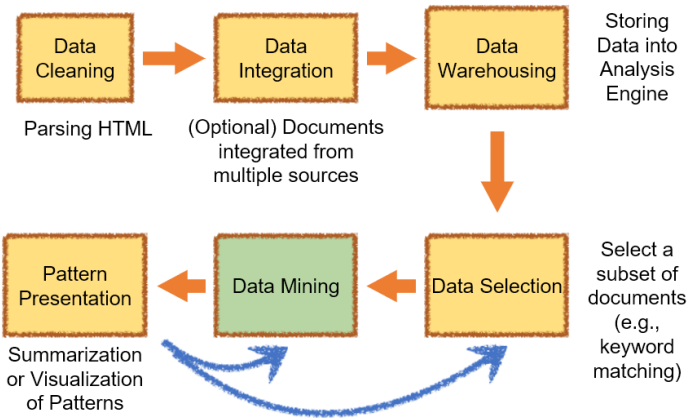 Data
Cleaning
Data
Integration
Data
Warehousing
Storing
Data into
Analysis
Engine
Parsing HTML
(Optional) Documents
integrated from
multiple sources
Pattern
Presentation
Data Mining
Data Selection
Select a
subset of
documents
(e.g.,
keyword
matching)
Summarization
or Visualization
of Patterns